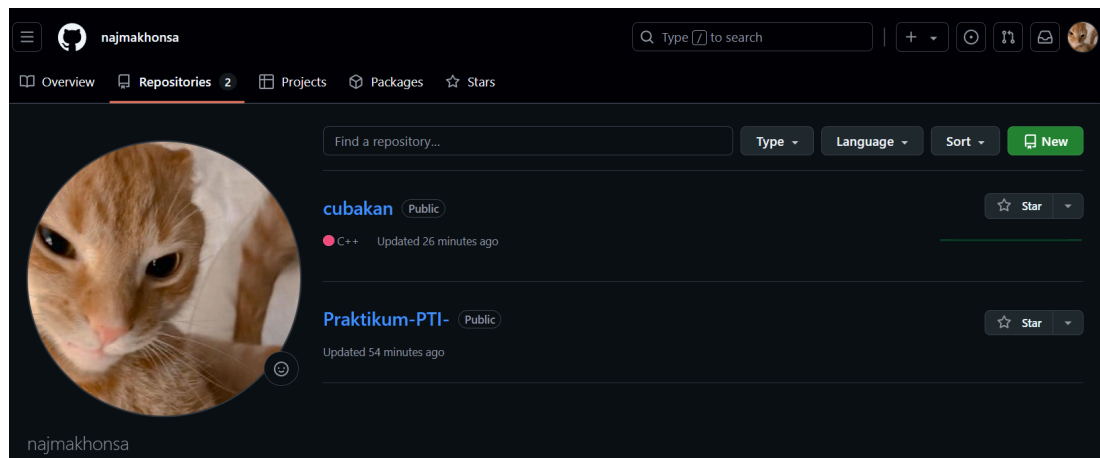 najmakhonsa
Type / to search
Overview Repositories 2 Projects Packages Stars
Find a repository... Type Language Sort New
cubakan Public Star
C++ Updated 26 minutes ago
Praktikum-PTI- Public Star
Updated 54 minutes ago
najmakhonsa